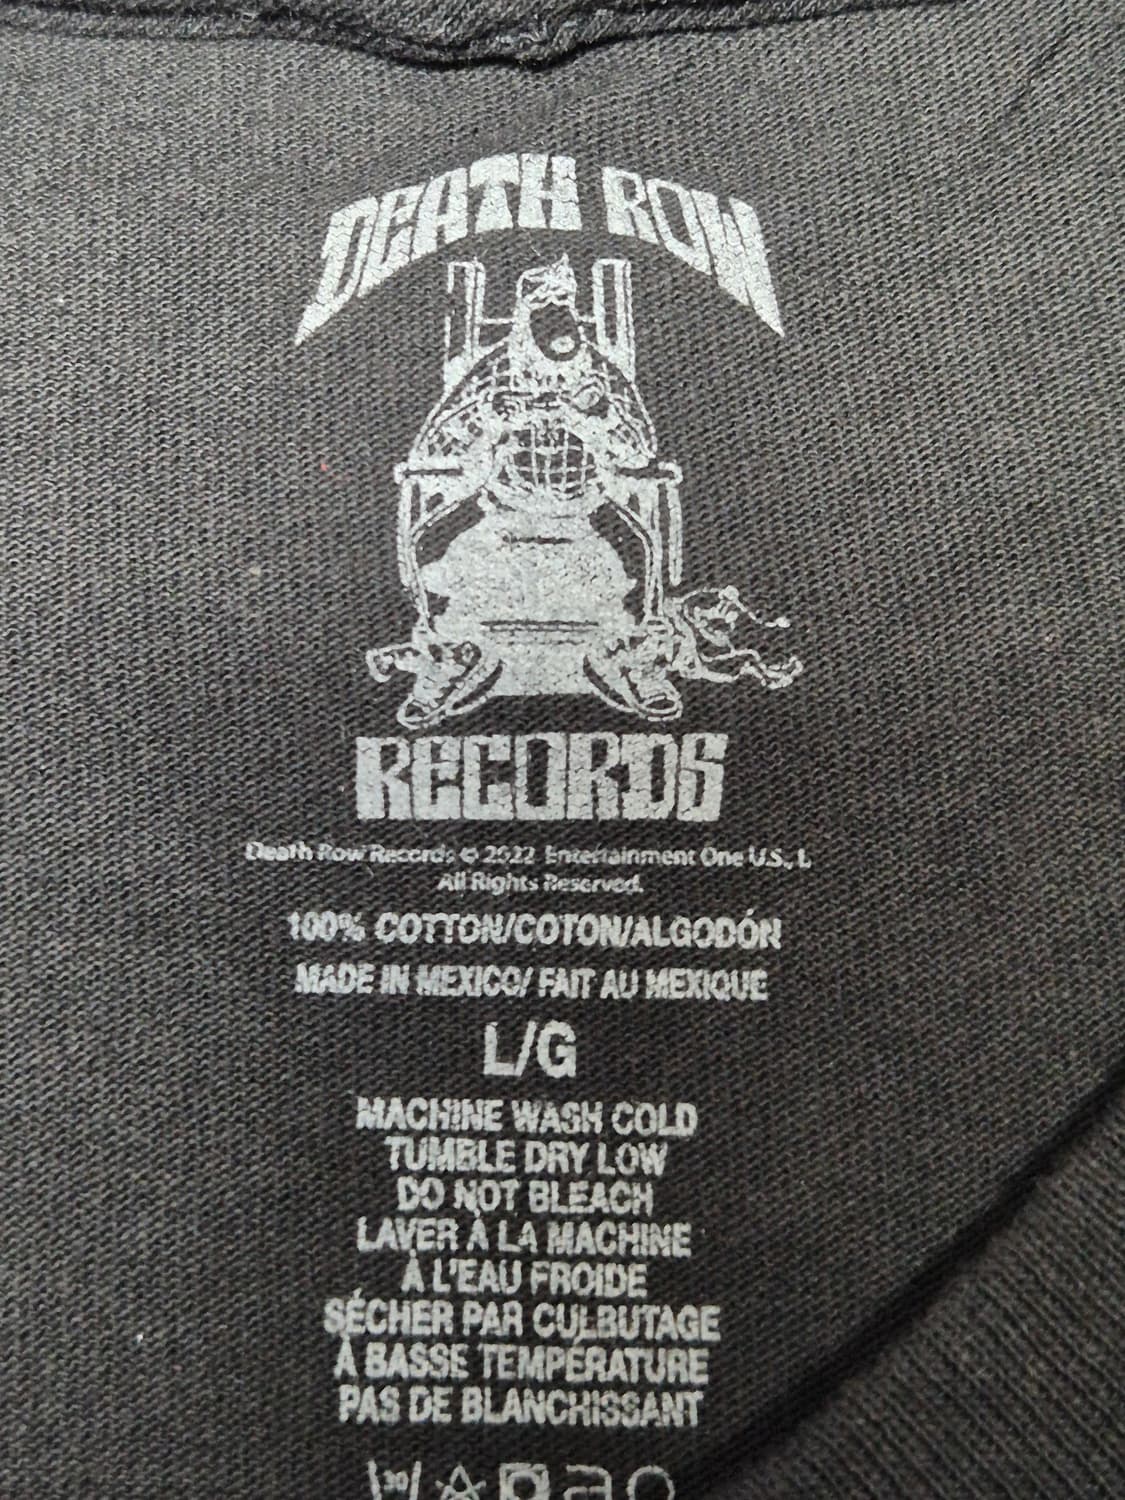 DEATH ROW
RECORDS
Death Row Records © 2022 Entertainment One U.S., L
All Rights Reserved.
100% COTTON/COTON/ALGODÓN
MADE IN MEXICO/ FAIT AU MEXIQUE
L/G
MACHINE WASH COLD
TUMBLE DRY LOW
DO NOT BLEACH
LAVER À LA MACHINE
À L'EAU FROIDE
SÉCHER PAR CULBUTAGE
À BASSE TEMPÉRATURE
PAS DE BLANCHISSANT
30